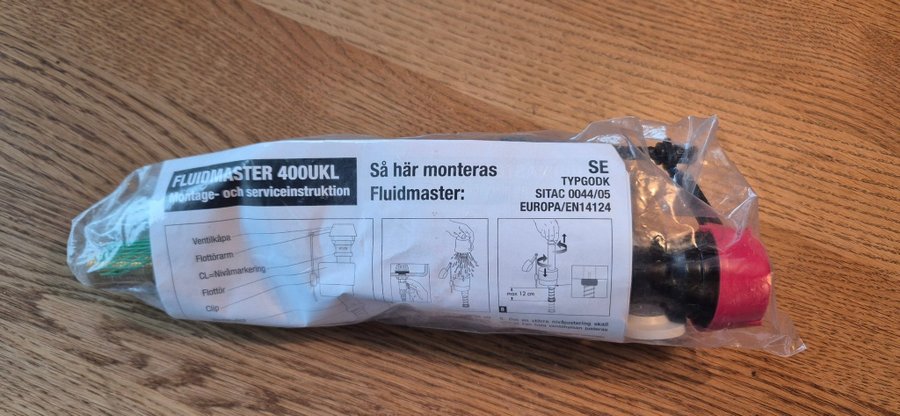 FLUIDMASTER 400UKL
Montage- och serviceinstruktion
Så här monteras
Fluidmaster:
SE
TYPGODK
SITAC 0044/05
EUROPA/EN14124
Ventilkåpa
Flottörarm
CL=Nivåmarkering
Flottör
Clip
max 12 cm